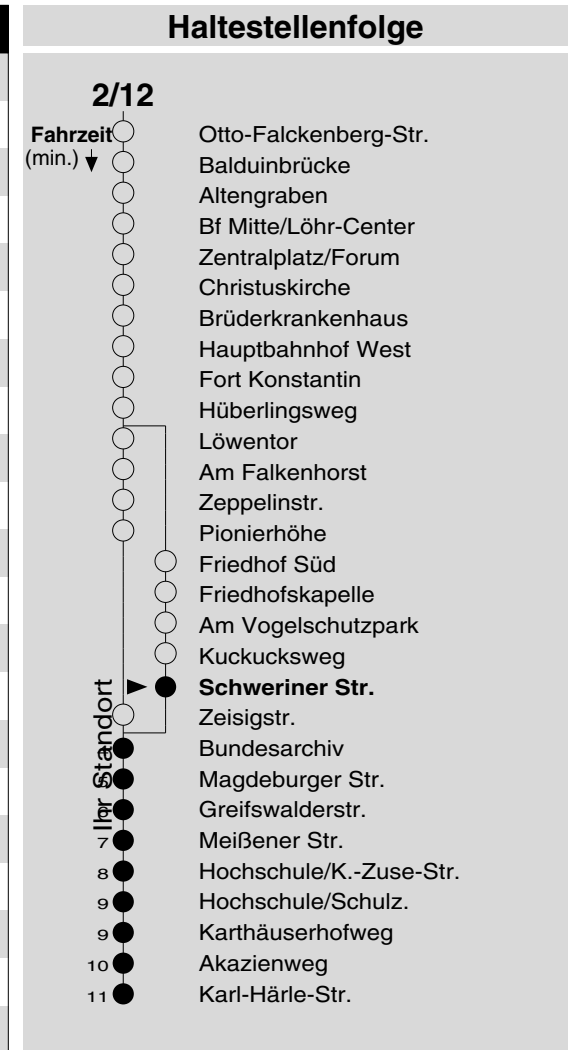 Haltestellenfolge
2/12
Fahrzeit
(min.)
Otto-Falckenberg-Str.
Balduinbrücke
Altengraben
Bf Mitte/Löhr-Center
Zentralplatz/Forum
Christuskirche
Brüderkrankenhaus
Hauptbahnhof West
Fort Konstantin
Hüberlingsweg
Löwentor
Am Falkenhorst
Zeppelinstr.
Pionierhöhe
Friedhof Süd
Friedhofskapelle
Am Vogelschutzpark
Kuckucksweg
Ihr Standort
Schweriner Str.
Zeisigstr.
Bundesarchiv
Magdeburger Str.
Greifswalderstr.
7 Meißener Str.
8 Hochschule/K.-Zuse-Str.
9 Hochschule/Schulz.
9 Karthäuserhofweg
10 Akazienweg
11 Karl-Härle-Str.